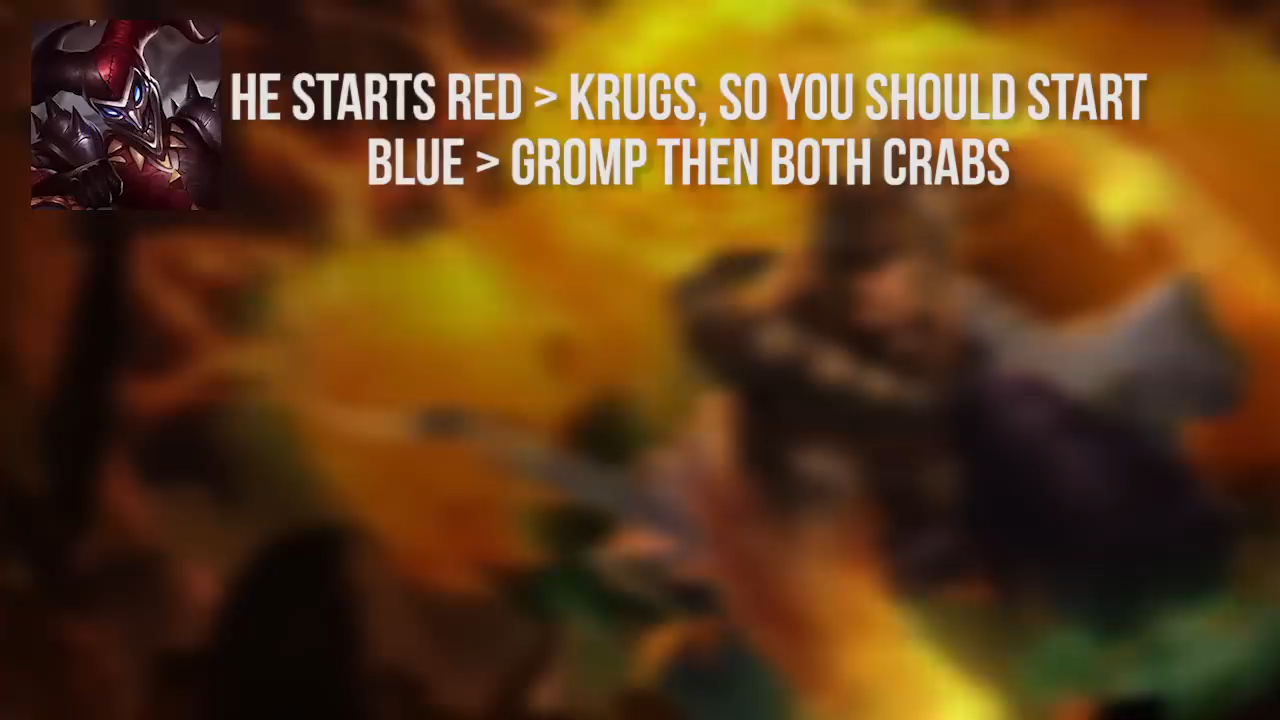 HE STARTS RED > KRUGS, SO YOU SHOULD START
BLUE > GROMP THEN BOTH CRABS